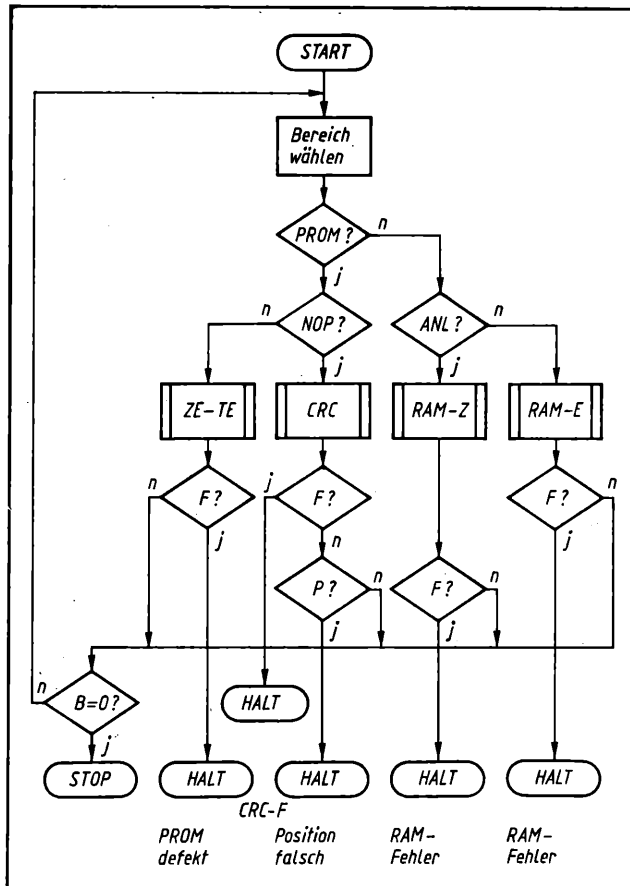 START
Bereich
wählen
PROM?
n
j
n
NOP?
j
ANL?
n
j
ZE-TE
CRC
RAM-Z
RAM-E
n
F?
j
j
F?
n
F?
n
j
P?
n
j
F?
n
j
n
B=0?
j
HALT
STOP
HALT
HALT
HALT
HALT
CRC-F
PROM
defekt
Position
falsch
RAM-
Fehler
RAM-
Fehler